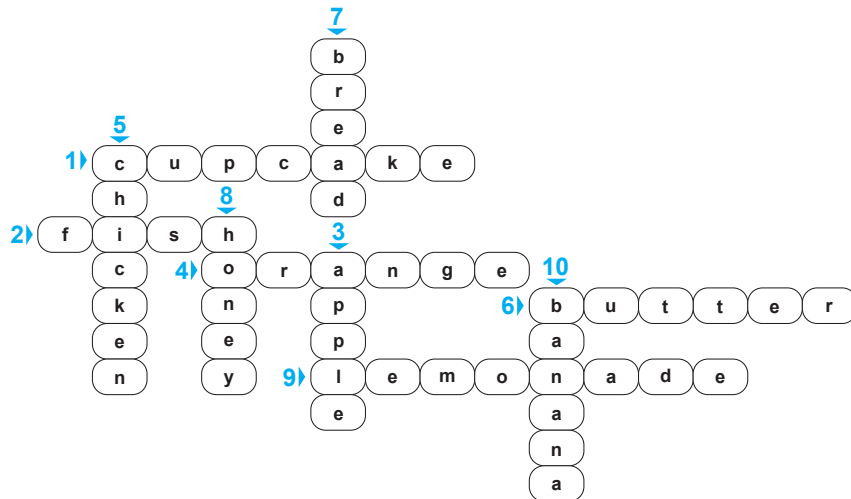 7
b
r
5
e
1 c u p c a k e
h 8 d
2 f i s h 3
c 4 o r a n g e 10
k n p 6 b u t t e r
e e p a
n y 9 l e m o n a d e
e a
n
a